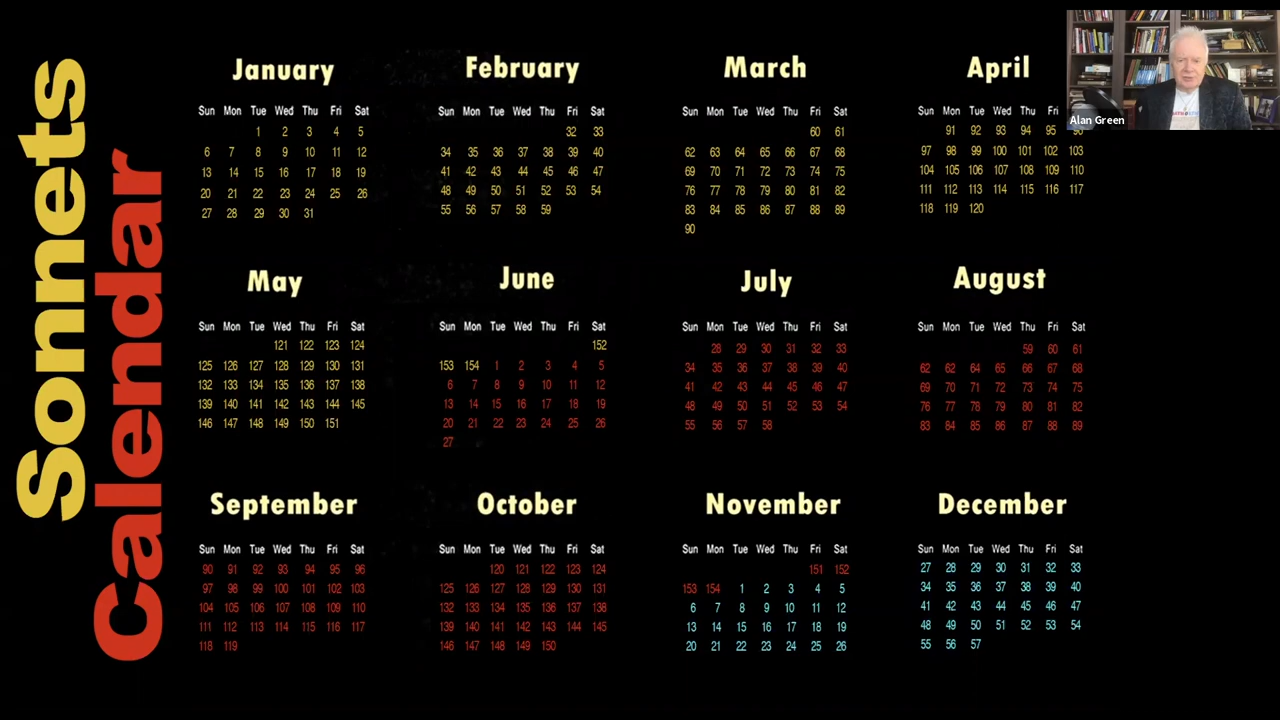 Sonnets
Calendar
January
Sun Mon Tue Wed Thu Fri Sat
1 2 3 4 5
6 7 8 9 10 11 12
13 14 15 16 17 18 19
20 21 22 23 24 25 26
27 28 29 30 31
February
Sun Mon Tue Wed Thu Fri Sat
32 33
34 35 36 37 38 39 40
41 42 43 44 45 46 47
48 49 50 51 52 53 54
55 56 57 58 59
March
Sun Mon Tue Wed Thu Fri Sat
60 61
62 63 64 65 66 67 68
69 70 71 72 73 74 75
76 77 78 79 80 81 82
83 84 85 86 87 88 89
90
April
Sun Mon Tue Wed Thu Fri
91 92 93 94 95
97 98 99 100 101 102 103
104 105 106 107 108 109 110
111 112 113 114 115 116 117
118 119 120
Alan Green
May
Sun Mon Tue Wed Thu Fri Sat
121 122 123 124
125 126 127 128 129 130 131
132 133 134 135 136 137 138
139 140 141 142 143 144 145
146 147 148 149 150 151
June
Sun Mon Tue Wed Thu Fri Sat
152
153 154 1 2 3 4 5
6 7 8 9 10 11 12
13 14 15 16 17 18 19
20 21 22 23 24 25 26
27
July
Sun Mon Tue Wed Thu Fri Sat
28 29 30 31 32 33
34 35 36 37 38 39 40
41 42 43 44 45 46 47
48 49 50 51 52 53 54
55 56 57 58
August
Sun Mon Tue Wed Thu Fri Sat
59 60 61
62 62 64 65 66 67 68
69 70 71 72 73 74 75
76 77 78 79 80 81 82
83 84 85 86 87 88 89
September
Sun Mon Tue Wed Thu Fri Sat
90 91 92 93 94 95 96
97 98 99 100 101 102 103
104 105 106 107 108 109 110
111 112 113 114 115 116 117
118 119
October
Sun Mon Tue Wed Thu Fri Sat
120 121 122 123 124
125 126 127 128 129 130 131
132 133 134 135 136 137 138
139 140 141 142 143 144 145
146 147 148 149 150
November
Sun Mon Tue Wed Thu Fri Sat
151 152
153 154 1 2 3 4 5
6 7 8 9 10 11 12
13 14 15 16 17 18 19
20 21 22 23 24 25 26
December
Sun Mon Tue Wed Thu Fri Sat
27 28 29 30 31 32 33
34 35 36 37 38 39 40
41 42 43 44 45 46 47
48 49 50 51 52 53 54
55 56 57